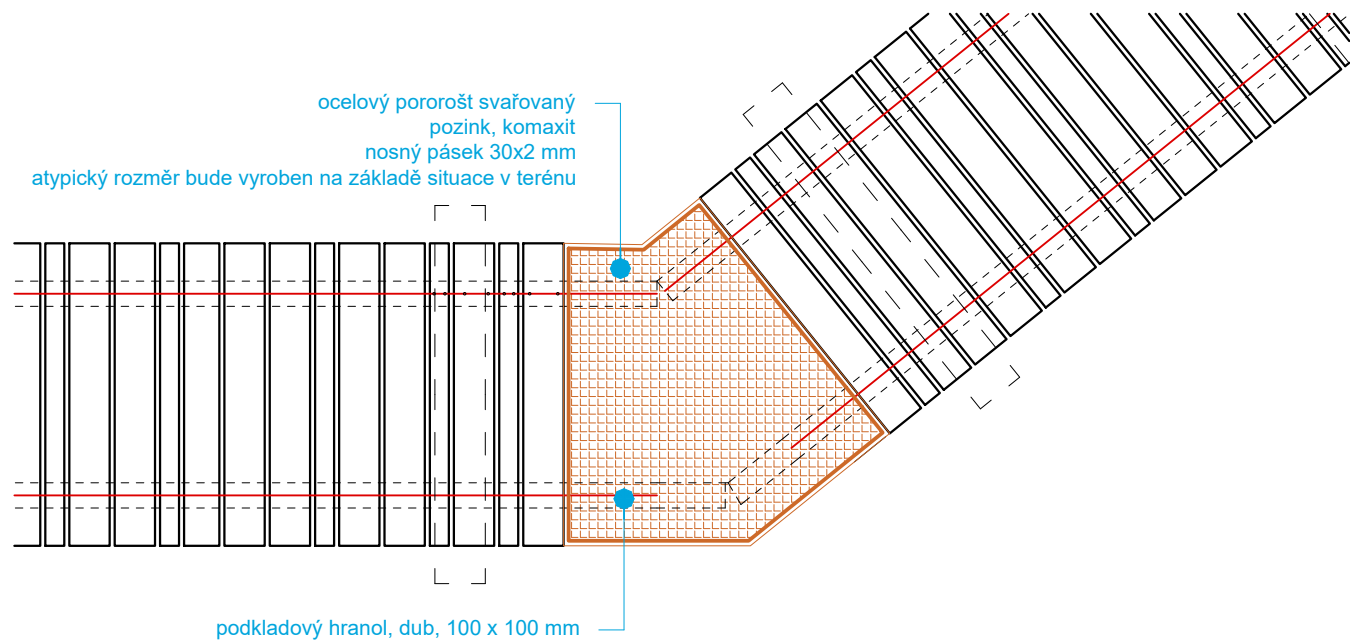 ocelový pororošt svařovaný
pozink, komaxit
nosný pásek 30x2 mm
atypický rozměr bude vyroben na základě situace v terénu
podkladový hranol, dub, 100 x 100 mm